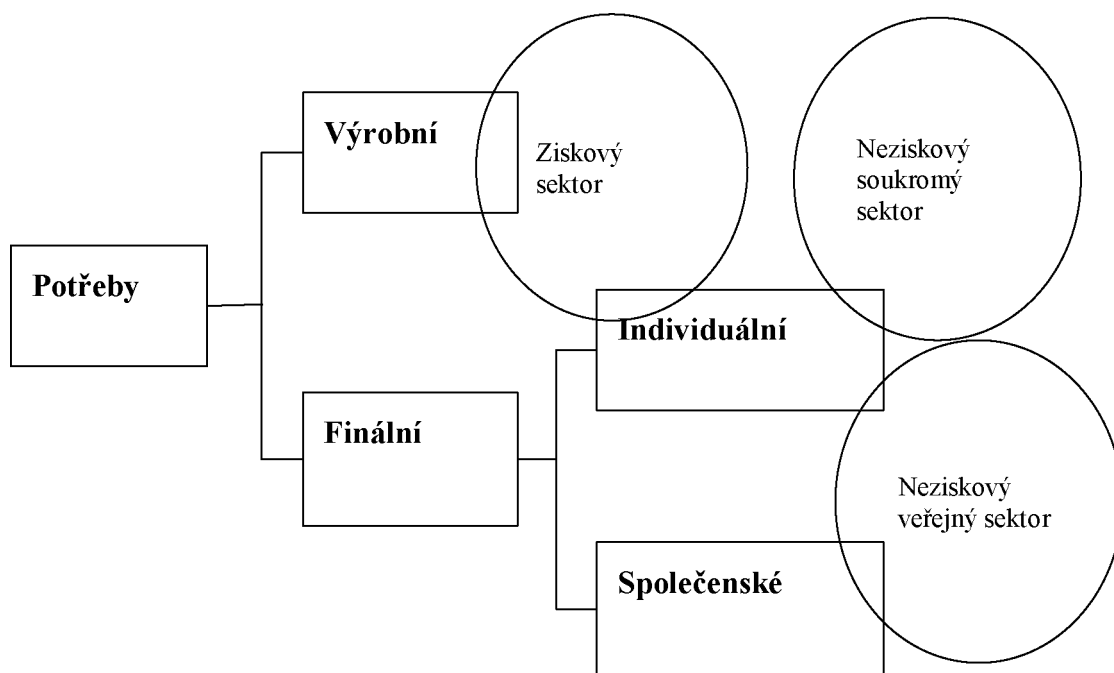 Výrobní
Ziskový
sektor
Neziskový
soukromý
sektor
Potřeby
Individuální
Finální
Neziskový
veřejný sektor
Společenské